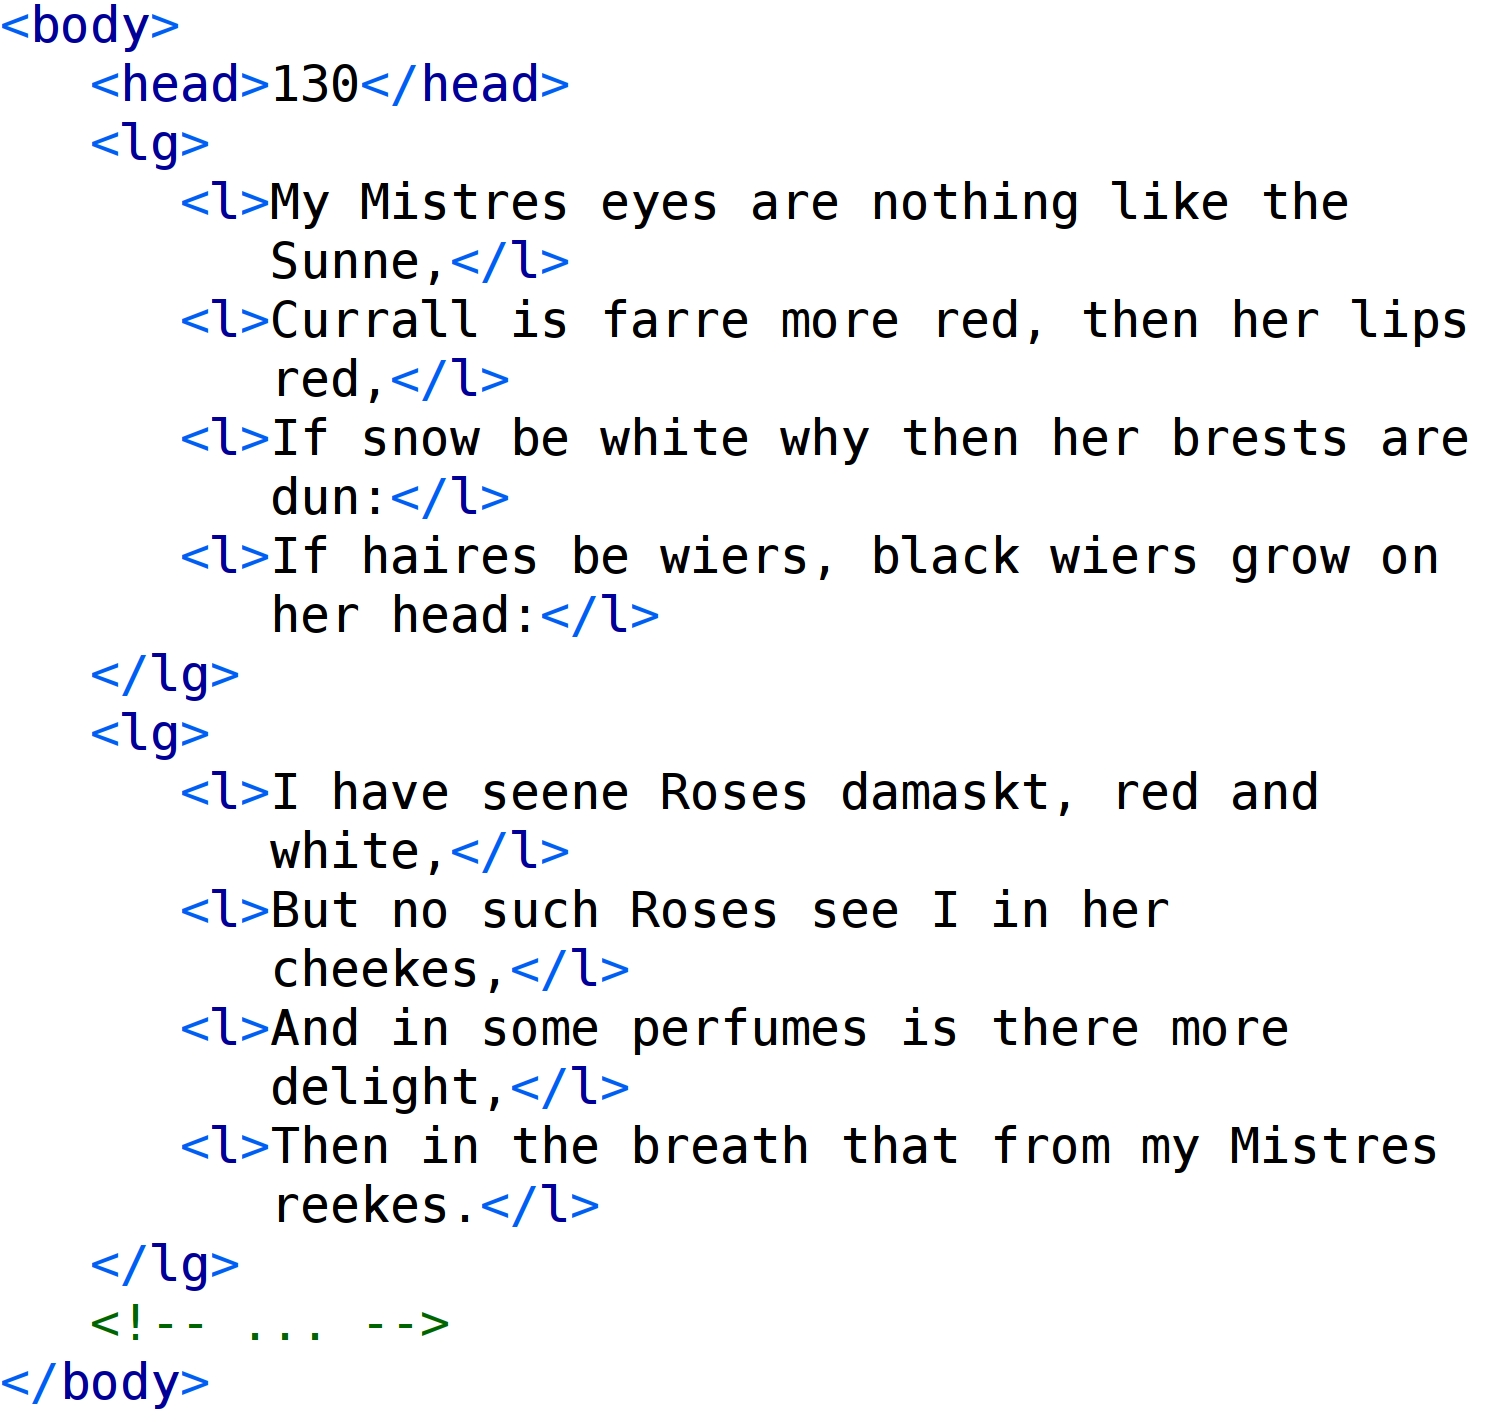 <body>
<head>130</head>
<lg>
<l>My Mistres eyes are nothing like the
Sunne,</l>
<l>Currall is farre more red, then her lips
red,</l>
<l>If snow be white why then her brests are
dun:</l>
<l>If haires be wiers, black wiers grow on
her head:</l>
</lg>
<lg>
<l>I have seene Roses damaskt, red and
white,</l>
<l>But no such Roses see I in her
cheekes,</l>
<l>And in some perfumes is there more
delight,</l>
<l>Then in the breath that from my Mistres
reekes.</l>
</lg>
<!-- ... -->
</body>